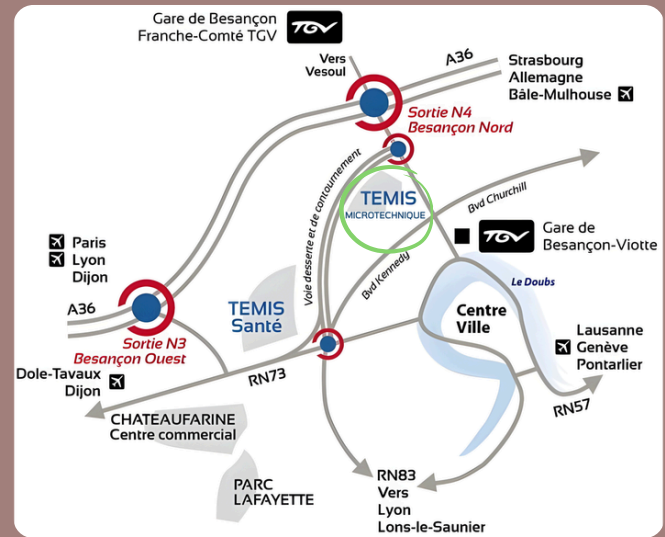 Gare de Besançon
Franche-Comté TGV
TGV
Vers
Vesoul
A36
Strasbourg
Allemagne
Bâle-Mulhouse
Sortie N4
Besançon Nord
Voie desserte et de contournement
TEMIS
MICROTECHNIQUE
Bvd Churchill
Bvd Kennedy
TGV
Gare de
Besançon-Viotte
Paris
Lyon
Dijon
A36
Le Doubs
TEMIS
Santé
Centre
Ville
Sortie N3
Besançon Ouest
Lausanne
Genève
Pontarlier
Dole-Tavaux
Dijon
RN73
RN57
CHATEAUFARINE
Centre commercial
PARC
LAFAYETTE
RN83
Vers
Lyon
Lons-le-Saunier